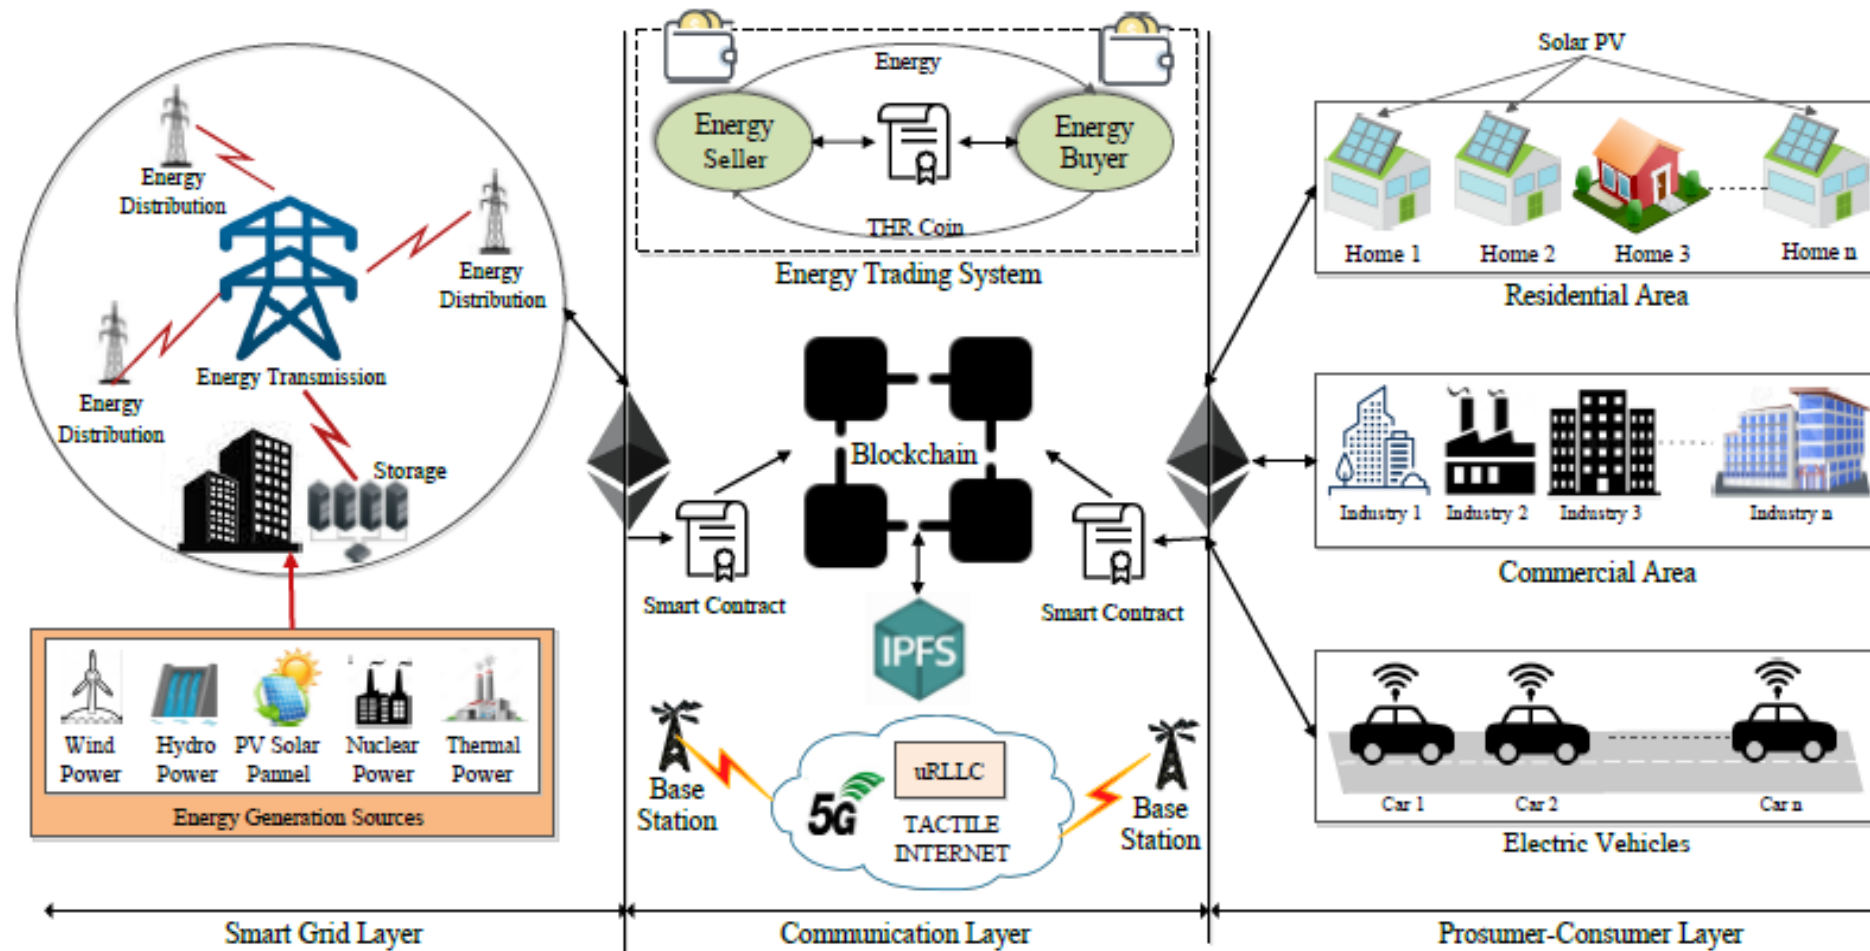 Energy
Distribution
Energy
Distribution
Energy Transmission
Energy
Distribution
Storage
Wind
Power
Hydro
Power
PV Solar
Pannel
Nuclear
Power
Thermal
Power
Energy Generation Sources
Smart Grid Layer
Energy
Energy
Seller
Energy
Buyer
THR Coin
Energy Trading System
Blockchain
Smart Contract
Smart Contract
IPFS
Base
Station
5G
uRLLC
TACTILE
INTERNET
Base
Station
Communication Layer
Solar PV
Home 1
Home 2
Home 3
Home n
Residential Area
Industry 1
Industry 2
Industry 3
Industry n
Commercial Area
Car 1
Car 2
Car n
Electric Vehicles
Prosumer-Consumer Layer